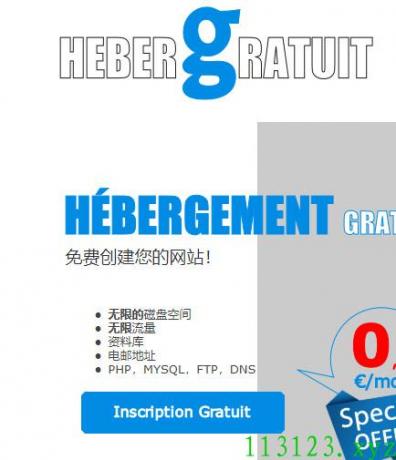 HEBERgRATUIT
HÉBERGEMENT GRAT
免费创建您的网站!
无限的磁盘空间
无限流量
资料库
电邮地址
PHP, MYSQL, FTP, DNS
0,
€/mo
Inscription Gratuit
Spec
OFF
113123.xyz